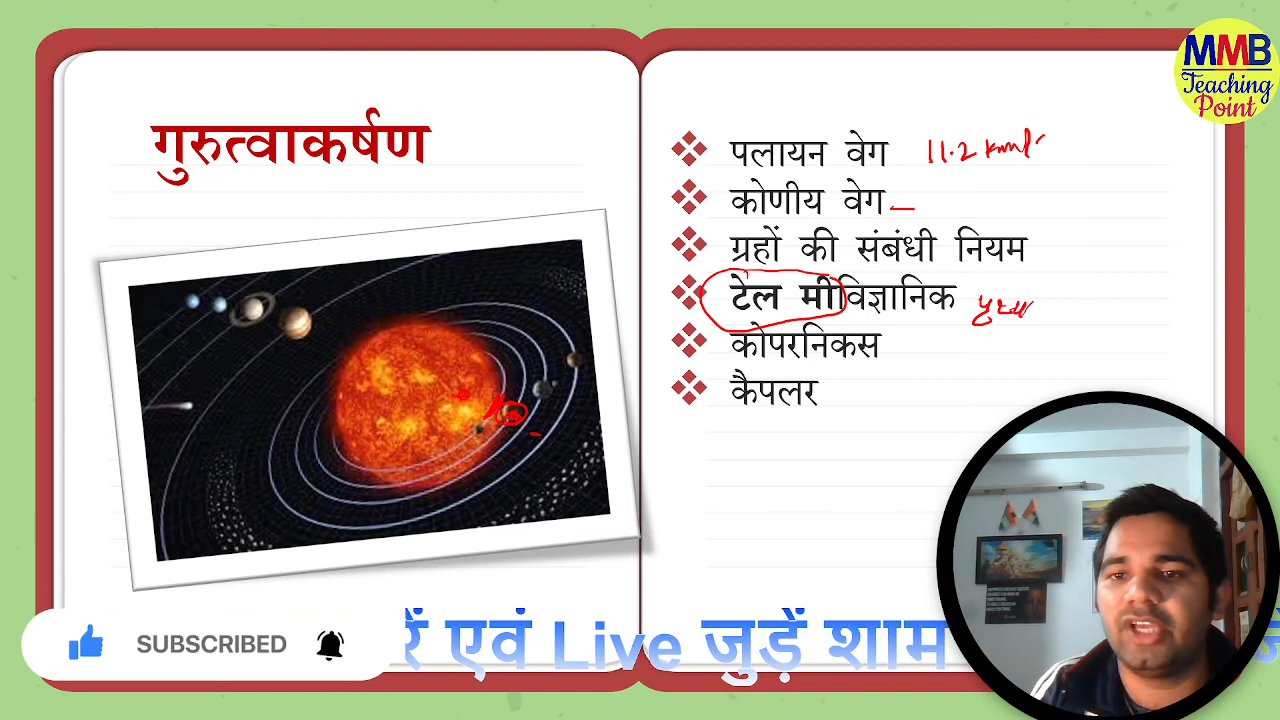 MMB
Teaching
Point
गुरुत्वाकर्षण
पलायन वेग 11.2 km/s
कोणीय वेग
ग्रहों की संबंधी नियम
टेल मीविज्ञानिक
कोपरनिकस
कैपलर
SUBSCRIBED
रें एवं Live जुड़ें शाम